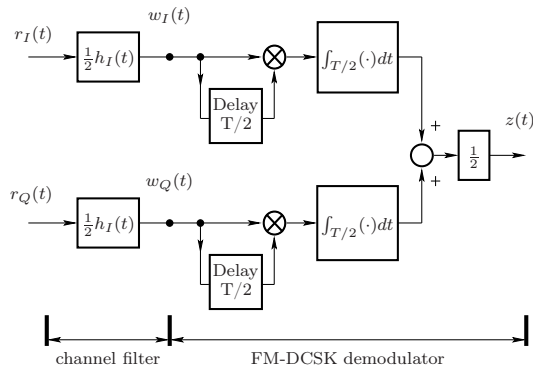 w_I(t)
r_I(t)
½h_I(t)
∫_{T/2}(·)dt
Delay
T/2
+
z(t)
½
+
w_Q(t)
r_Q(t)
½h_I(t)
∫_{T/2}(·)dt
Delay
T/2
channel filter
FM-DCSK demodulator